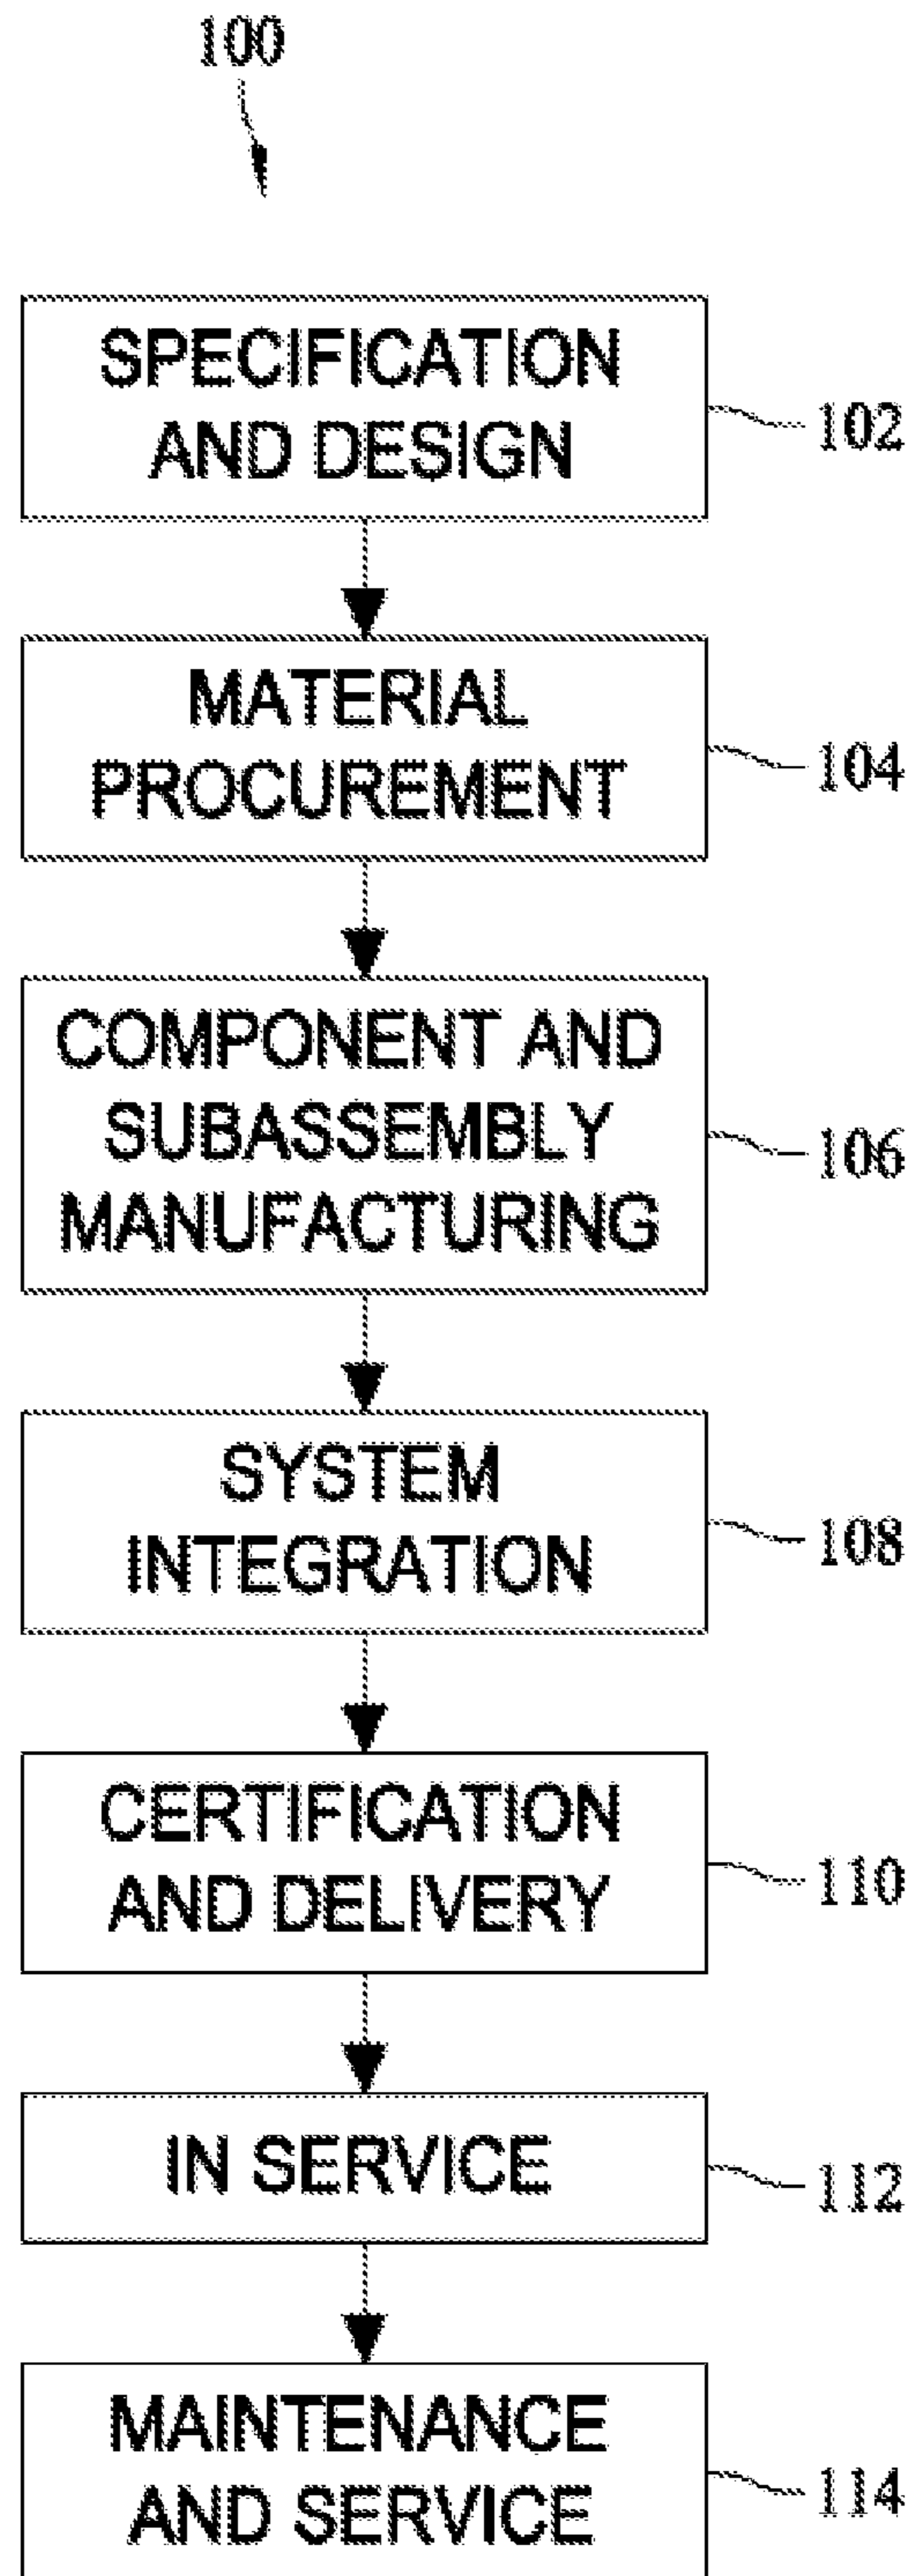 100
SPECIFICATION
AND DESIGN
102
MATERIAL
PROCUREMENT
104
COMPONENT AND
SUBASSEMBLY
MANUFACTURING
106
SYSTEM
INTEGRATION
108
CERTIFICATION
AND DELIVERY
110
IN SERVICE
112
MAINTENANCE
AND SERVICE
114